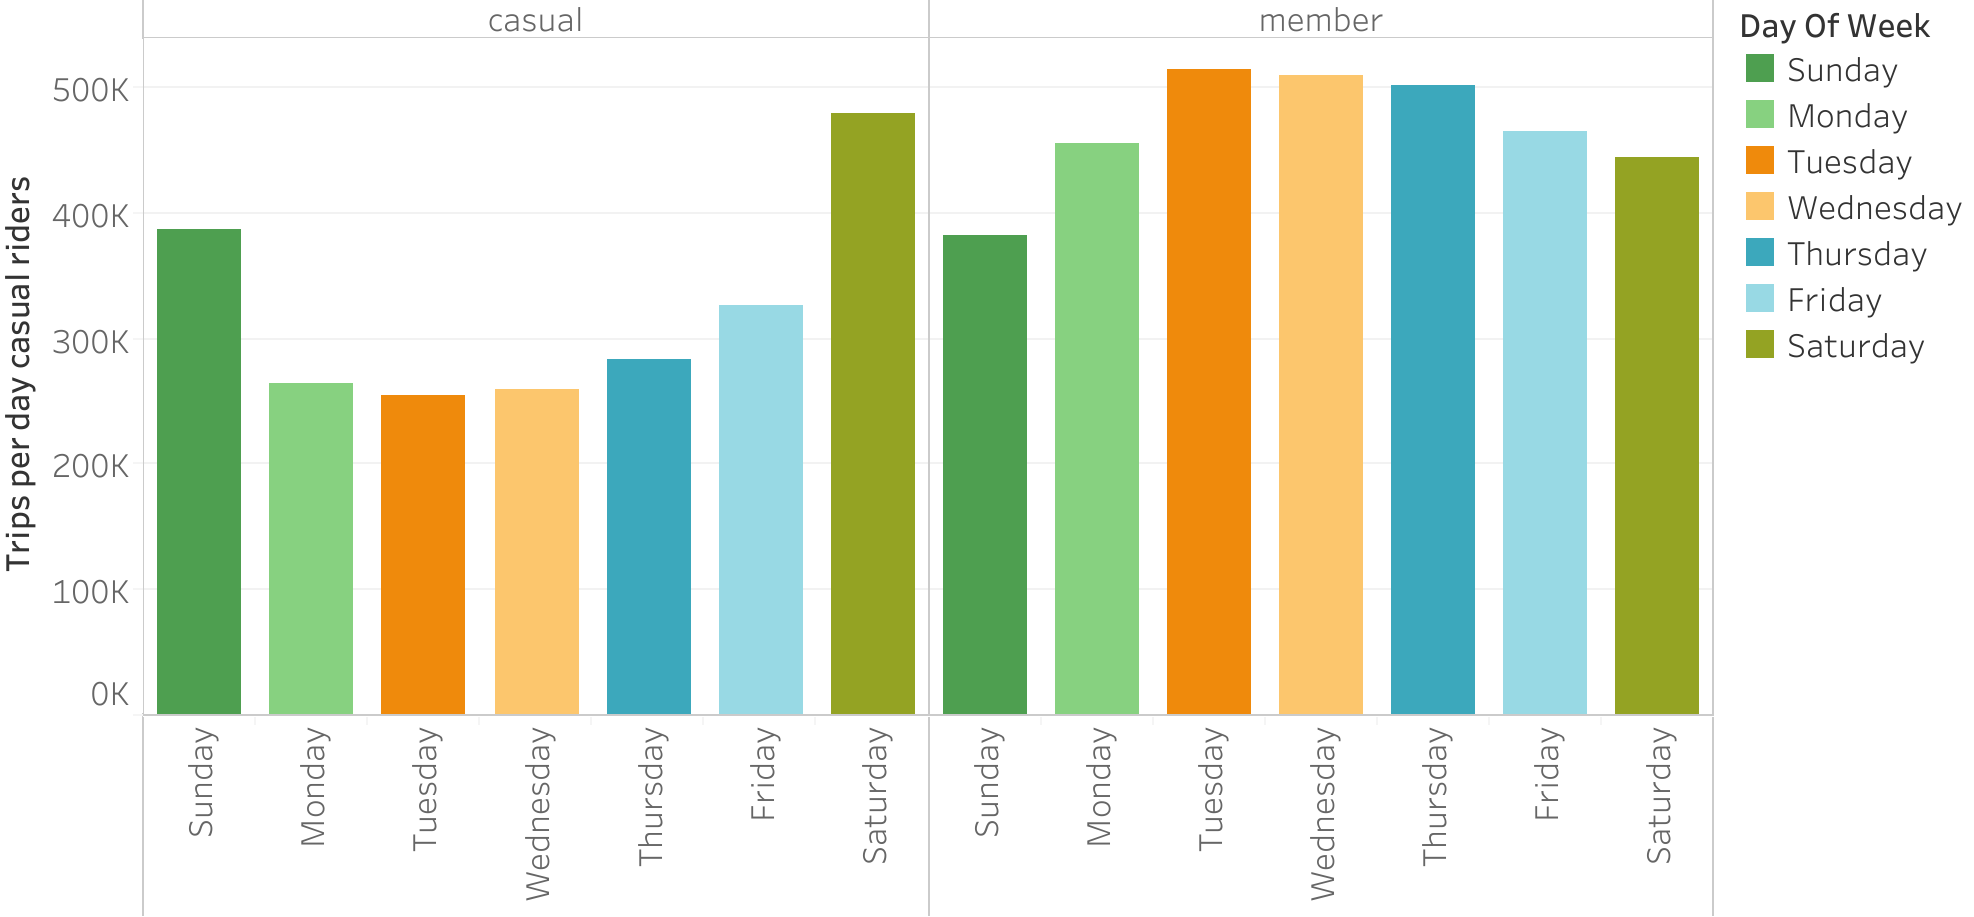 casual
member
Trips per day casual riders
500K
400K
300K
200K
100K
0K
Sunday
Monday
Tuesday
Wednesday
Thursday
Friday
Saturday
Sunday
Monday
Tuesday
Wednesday
Thursday
Friday
Saturday
Day Of Week
Sunday
Monday
Tuesday
Wednesday
Thursday
Friday
Saturday